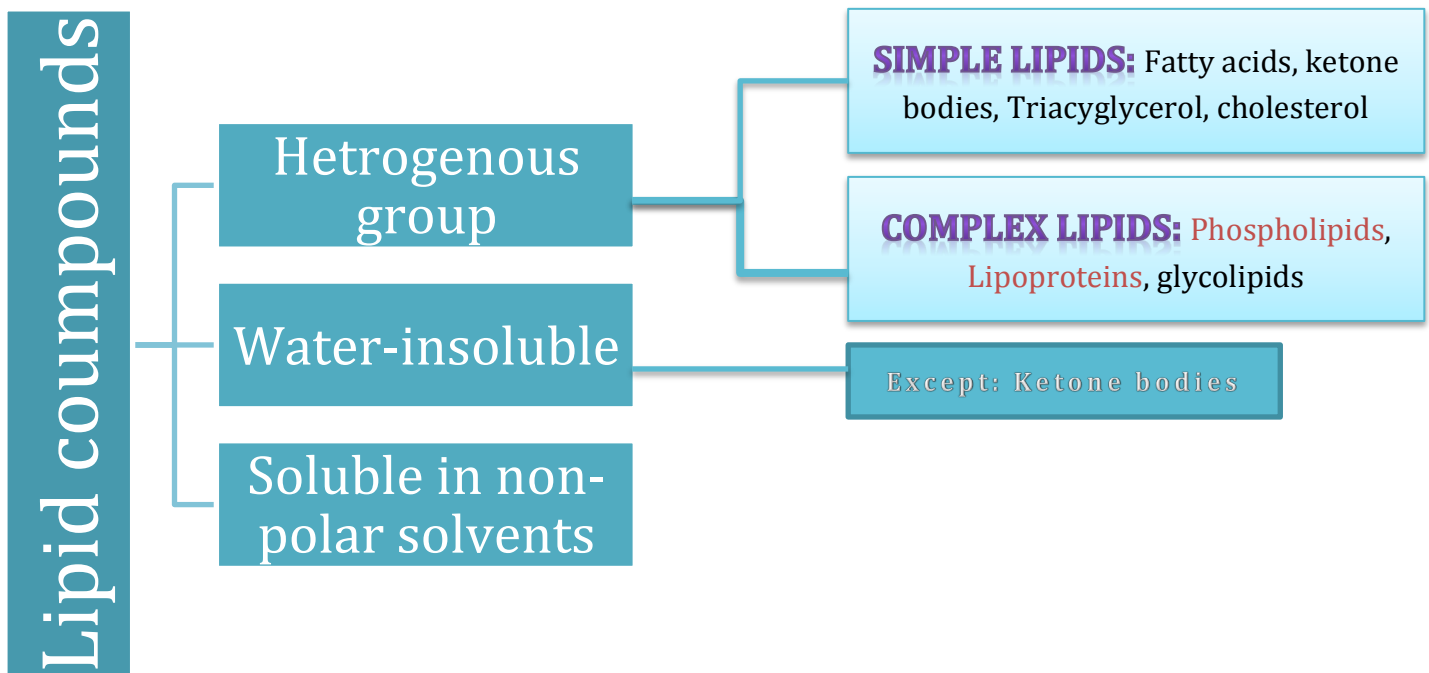 Lipid coumpounds
Hetrogenous
group
Water-insoluble
Soluble in non-
polar solvents
SIMPLE LIPIDS: Fatty acids, ketone
bodies, Triacyglycerol, cholesterol
COMPLEX LIPIDS: Phospholipids,
Lipoproteins, glycolipids
Except: Ketone bodies